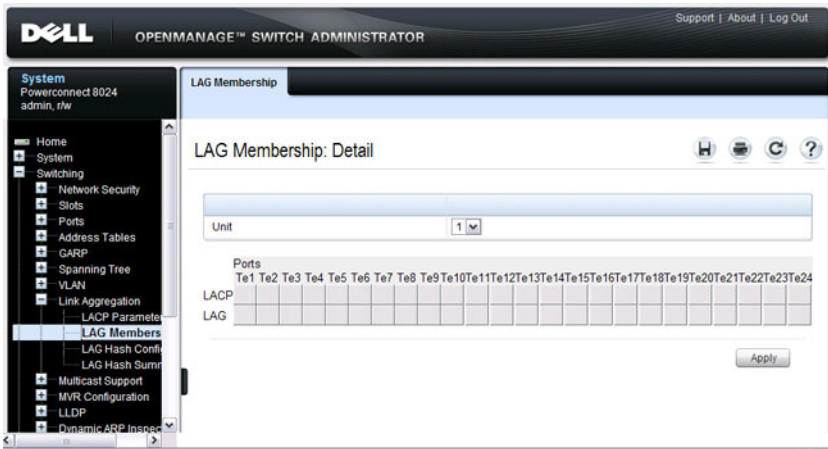 DELL
OPENMANAGE™ SWITCH ADMINISTRATOR
Support | About | Log Out
System
Powerconnect 8024
admin, r/w
Home
System
Switching
Network Security
Slots
Ports
Address Tables
GARP
Spanning Tree
VLAN
Link Aggregation
LACP Parameter
LAG Members
LAG Hash Confi
LAG Hash Summ
Multicast Support
MVR Configuration
LLDP
Dynamic ARP Inspec
LAG Membership
LAG Membership: Detail
Unit 1
Ports
Te1 Te2 Te3 Te4 Te5 Te6 Te7 Te8 Te9 Te10 Te11 Te12 Te13 Te14 Te15 Te16 Te17 Te18 Te19 Te20 Te21 Te22 Te23 Te24
LACP
LAG
Apply